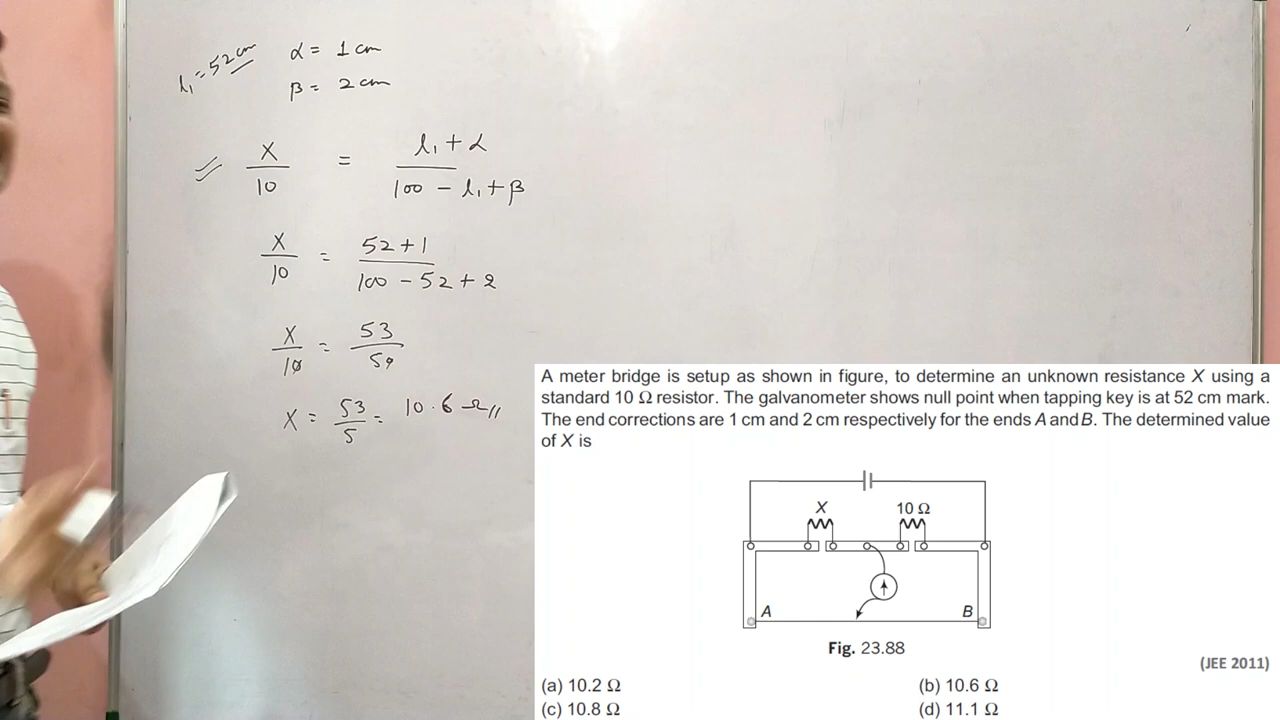 l₁ = 52 cm
α = 1 cm
β = 2 cm
X/10 = l₁ + α / 100 - l₁ + β
X/10 = 52 + 1 / 100 - 52 + 2
X/10 = 53/50
X = 53/5 = 10.6 Ω
A meter bridge is setup as shown in figure, to determine an unknown resistance X using a
standard 10 Ω resistor. The galvanometer shows null point when tapping key is at 52 cm mark.
The end corrections are 1 cm and 2 cm respectively for the ends A and B. The determined value
of X is
X
10 Ω
A
B
Fig. 23.88
(JEE 2011)
(a) 10.2 Ω
(b) 10.6 Ω
(c) 10.8 Ω
(d) 11.1 Ω